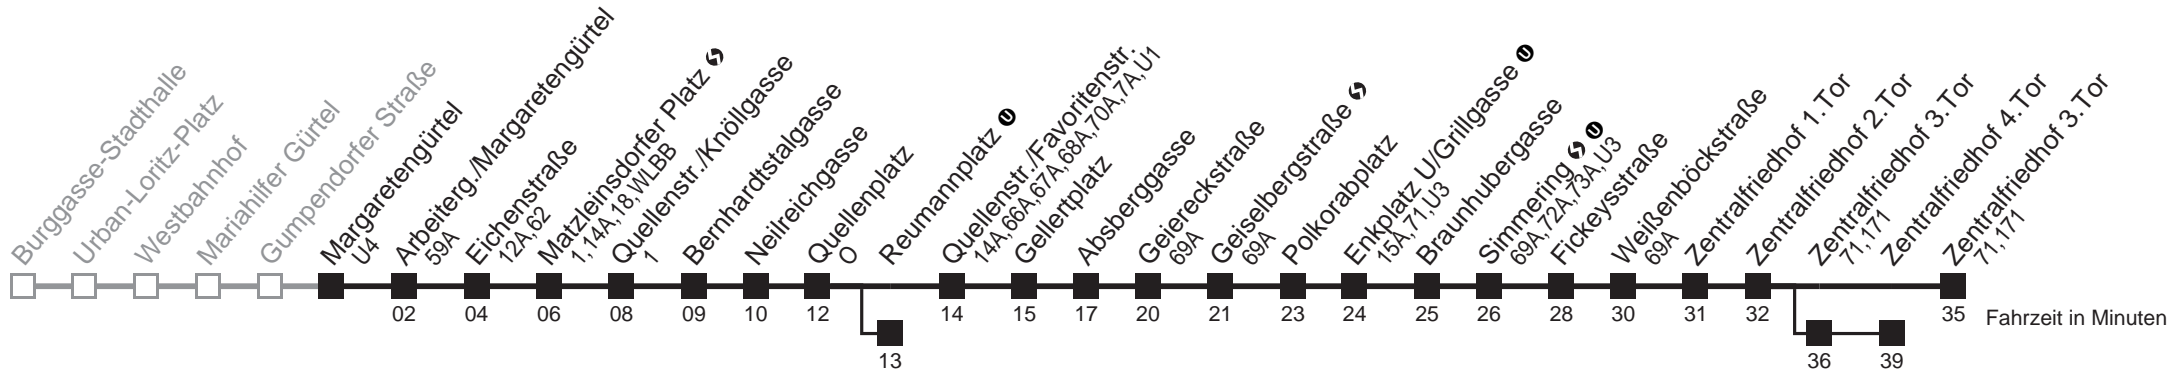 Burggasse-Stadthalle
Urban-Loritz-Platz
Westbahnhof
Mariahilfer Gürtel
Gumpendorfer Straße
Margaretengürtel
U4
Arbeiterg./Margaretengürtel
59A
Eichenstraße
12A,62
Matzleinsdorfer Platz
1,14A,18,WLBB
Quellenstr./Knöllgasse
1
Bernhardtstalgasse
Neilreichgasse
Quellenplatz
O
Reumannplatz U
Quellenstr./Favoritenstr.
14A,66A,67A,68A,70A,7A,U1
Gellertplatz
Absberggasse
Geiereckstraße
69A
Geiselbergstraße
69A
Polkorabplatz
Enkplatz U/Grillgasse U
15A,71,U3
Braunhubergasse
Simmering U
69A,72A,73A,U3
Fickeysstraße
Weißenböckstraße
69A
Zentralfriedhof 1.Tor
Zentralfriedhof 2.Tor
Zentralfriedhof 3.Tor
71,171
Zentralfriedhof 4.Tor
Zentralfriedhof 3.Tor
71,171
02 04 06 08 09 10 12 14 15 17 20 21 23 24 25 26 28 30 31 32 35 Fahrzeit in Minuten
13 36 39